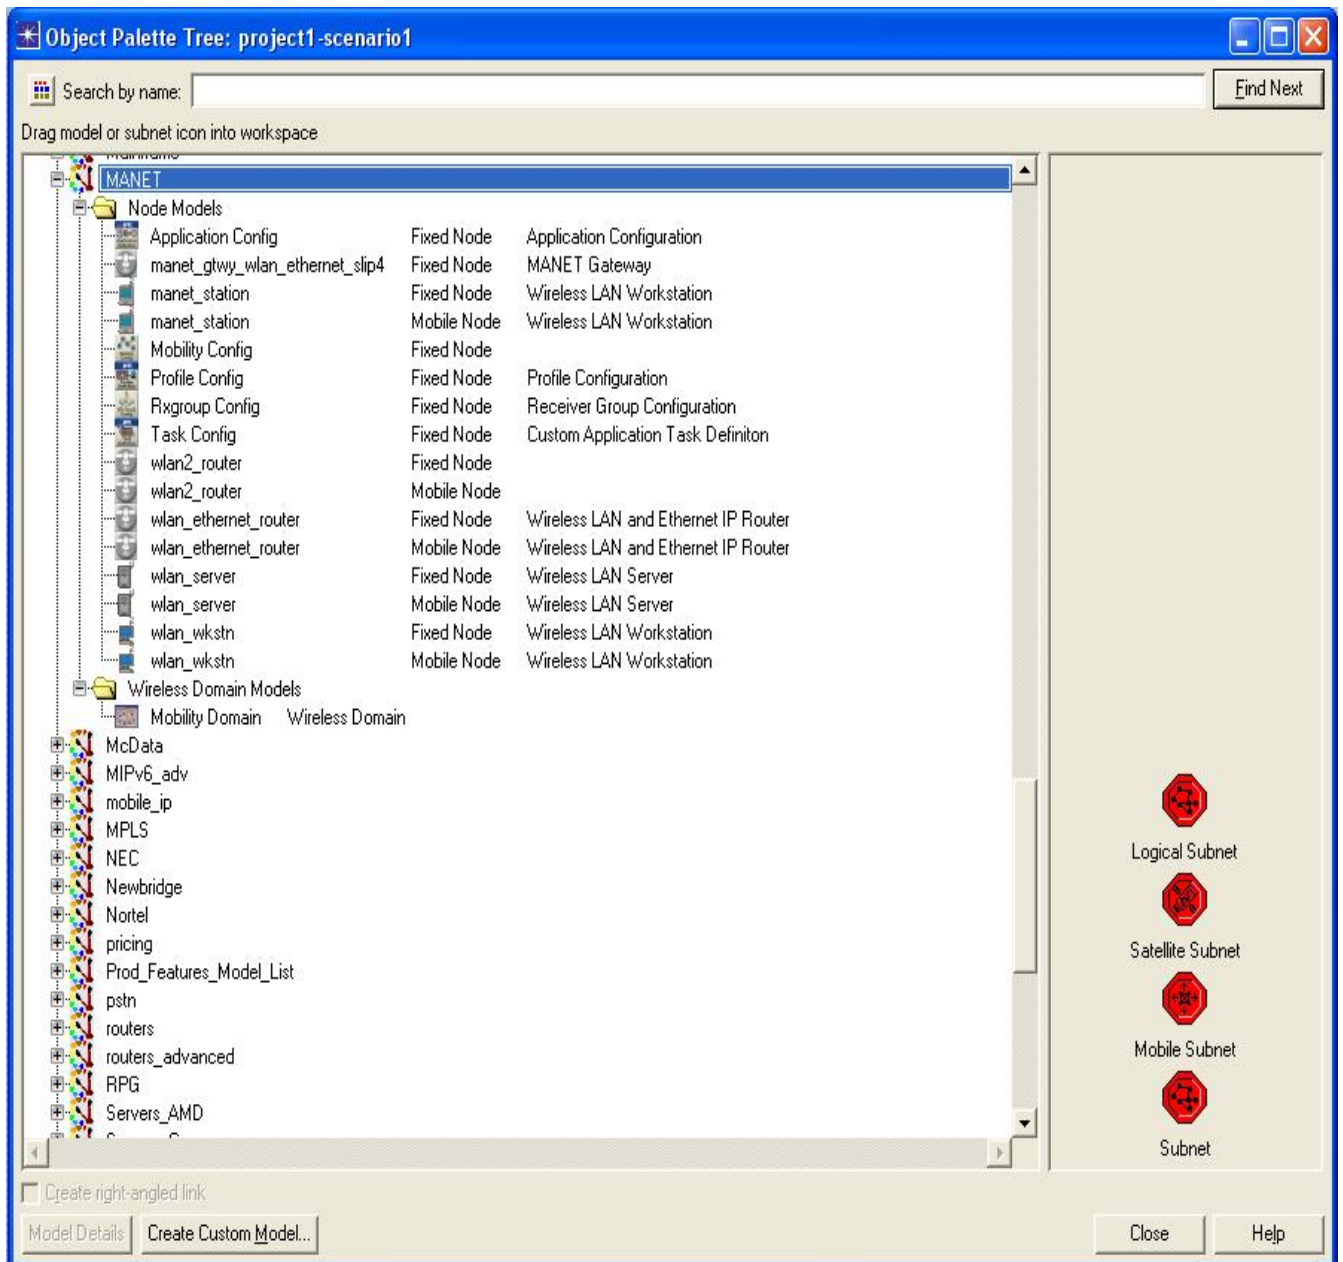 Object Palette Tree: project1-scenario1
Search by name:
Find Next
Drag model or subnet icon into workspace
MANET
Node Models
Application Config Fixed Node Application Configuration
manet_gtwy_wlan_ethernet_slip4 Fixed Node MANET Gateway
manet_station Fixed Node Wireless LAN Workstation
manet_station Mobile Node Wireless LAN Workstation
Mobility Config Fixed Node
Profile Config Fixed Node Profile Configuration
Rxgroup Config Fixed Node Receiver Group Configuration
Task Config Fixed Node Custom Application Task Definiton
wlan2_router Fixed Node
wlan2_router Mobile Node
wlan_ethernet_router Fixed Node Wireless LAN and Ethernet IP Router
wlan_ethernet_router Mobile Node Wireless LAN and Ethernet IP Router
wlan_server Fixed Node Wireless LAN Server
wlan_server Mobile Node Wireless LAN Server
wlan_wkstn Fixed Node Wireless LAN Workstation
wlan_wkstn Mobile Node Wireless LAN Workstation
Wireless Domain Models
Mobility Domain Wireless Domain
McData
MIPv6_adv
mobile_ip
MPLS
NEC
Newbridge
Nortel
pricing
Prod_Features_Model_List
pstn
routers
routers_advanced
RPG
Servers_AMD
Logical Subnet
Satellite Subnet
Mobile Subnet
Subnet
Create right-angled link
Model Details
Create Custom Model...
Close
Help